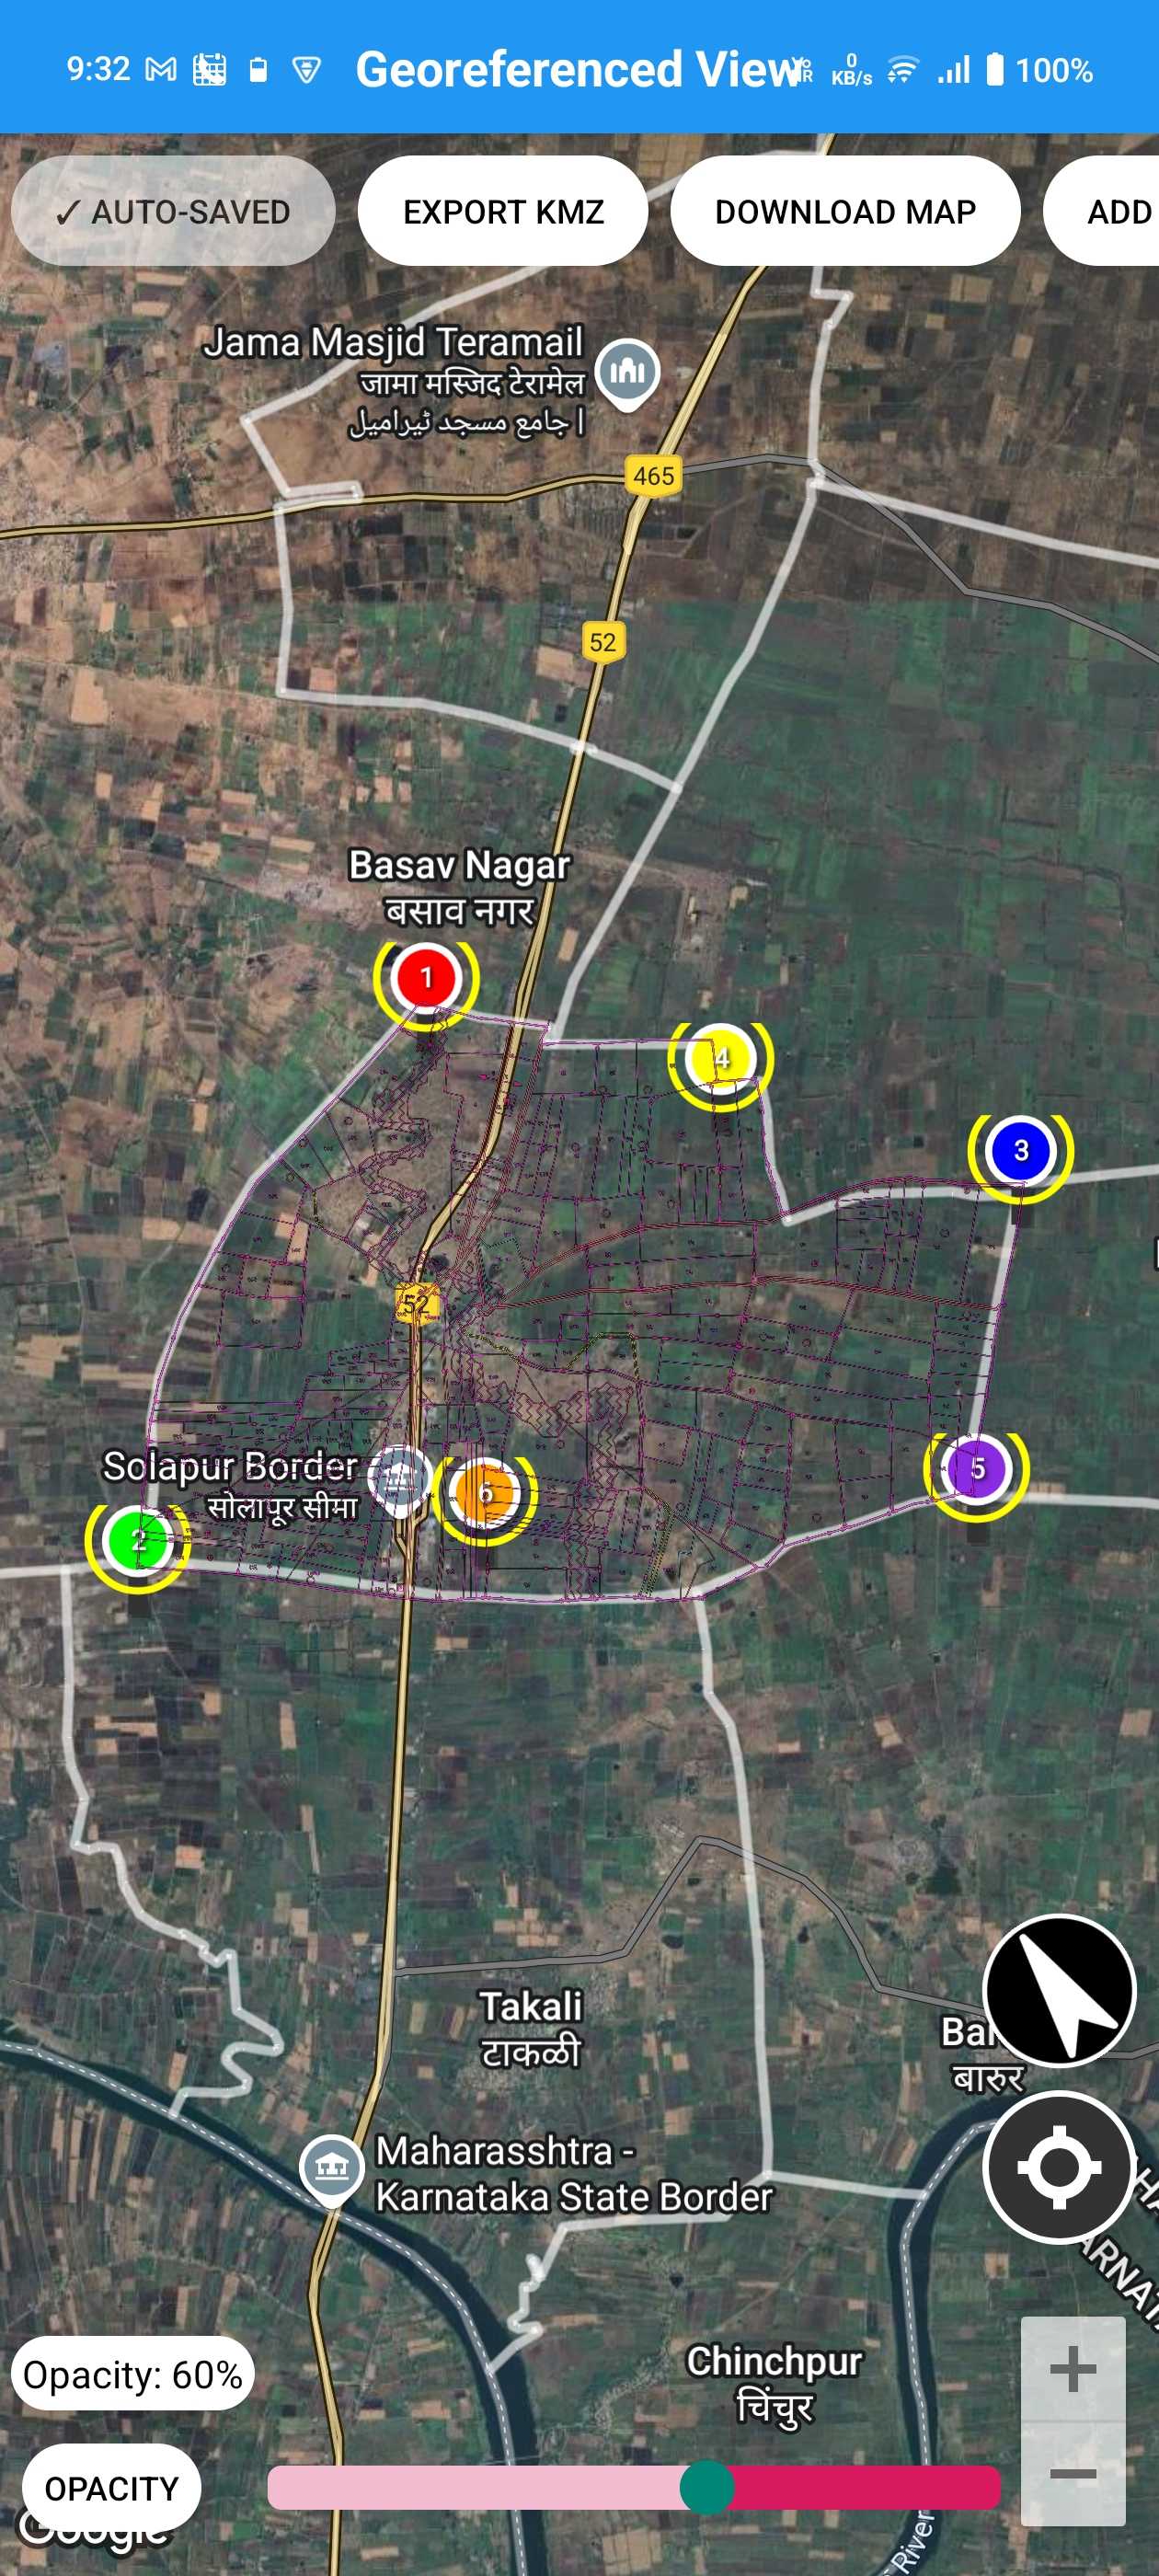 9:32
Georeferenced View
0
KB/s
100%
✓ AUTO-SAVED
EXPORT KMZ
DOWNLOAD MAP
ADD
Jama Masjid Teramail
जामा मस्जिद टेरामेल
جامع مسجد ٹیرامیل |
465
52
Basav Nagar
बसाव नगर
1
4
3
52
5
Solapur Border
सोलापूर सीमा
6
2
Takali
टाकळी
बारुर
Maharasshtra -
Karnataka State Border
Chinchpur
चिंचुर
Opacity: 60%
OPACITY
Google
River